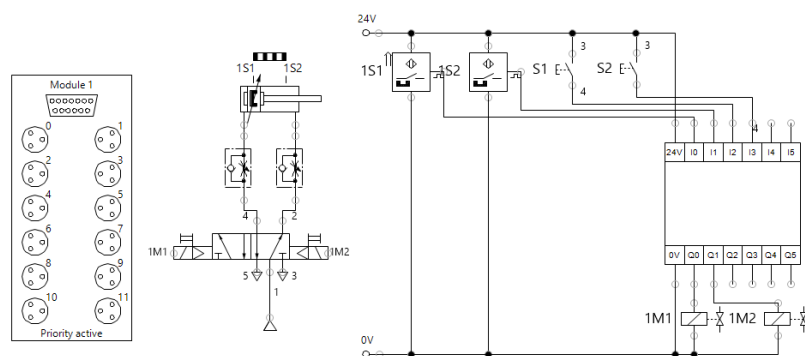 Module 1
0 1
2 3
4 5
6 7
8 9
10 11
Priority active
1S1 1S2
4 2
1M1 1M2
5 3
1
24V
1S1 1S2 S1 S2
3 3
4 4
24V I0 I1 I2 I3 I4 I5
0V Q0 Q1 Q2 Q3 Q4 Q5
1M1 1M2
0V